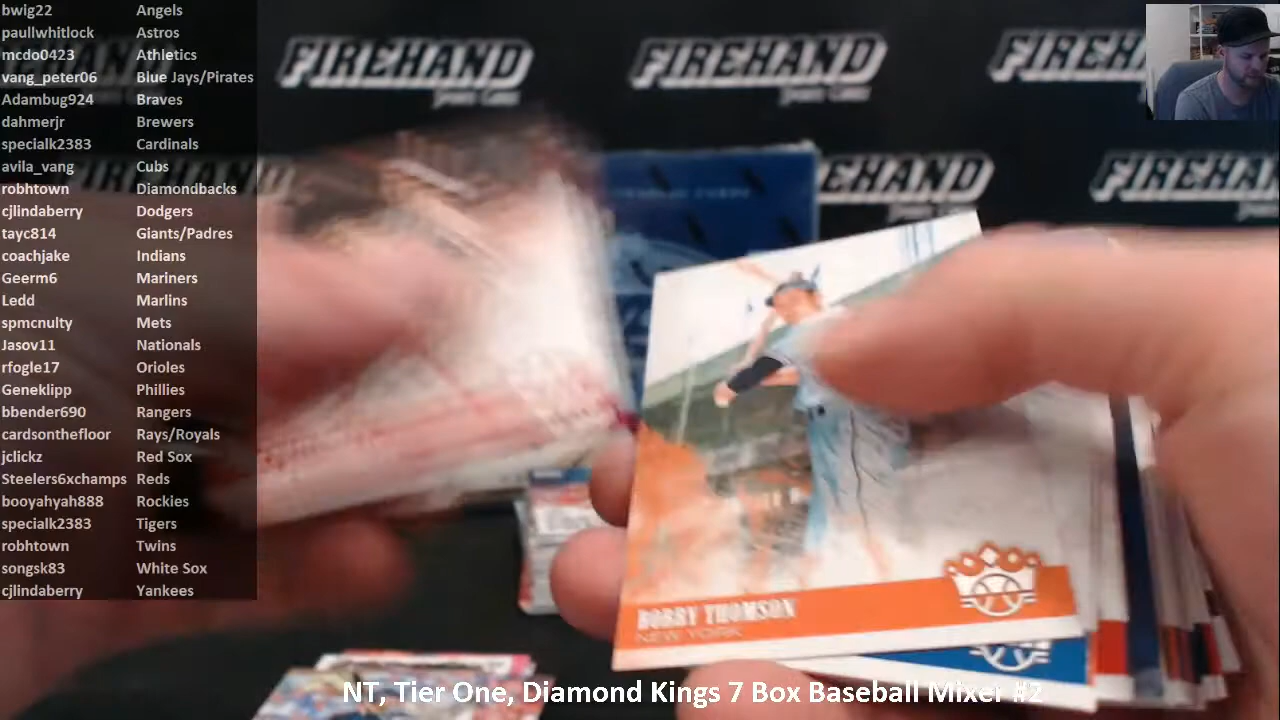 bwig22 Angels
paullwhitlock Astros
mcdo0423 Athletics
vang_peter06 Blue Jays/Pirates
Adambug924 Braves
dahmerjr Brewers
specialk2383 Cardinals
avila_vang Cubs
robhtown Diamondbacks
cjlindaberry Dodgers
tayc814 Giants/Padres
coachjake Indians
Geerm6 Mariners
Ledd Marlins
spmcnulty Mets
Jasov11 Nationals
rfogle17 Orioles
Geneklipp Phillies
bbender690 Rangers
cardsonthefloor Rays/Royals
jclickz Red Sox
Steelers6xchamps Reds
booyahyah888 Rockies
specialk2383 Tigers
robhtown Twins
songsk83 White Sox
cjlindaberry Yankees
FIREHAND
FIREHAND
FIREHAND
FIREHAND
FIREHAND
BOBBY THOMSON
NEW YORK
NT, Tier One, Diamond Kings 7 Box Baseball Mixer #2